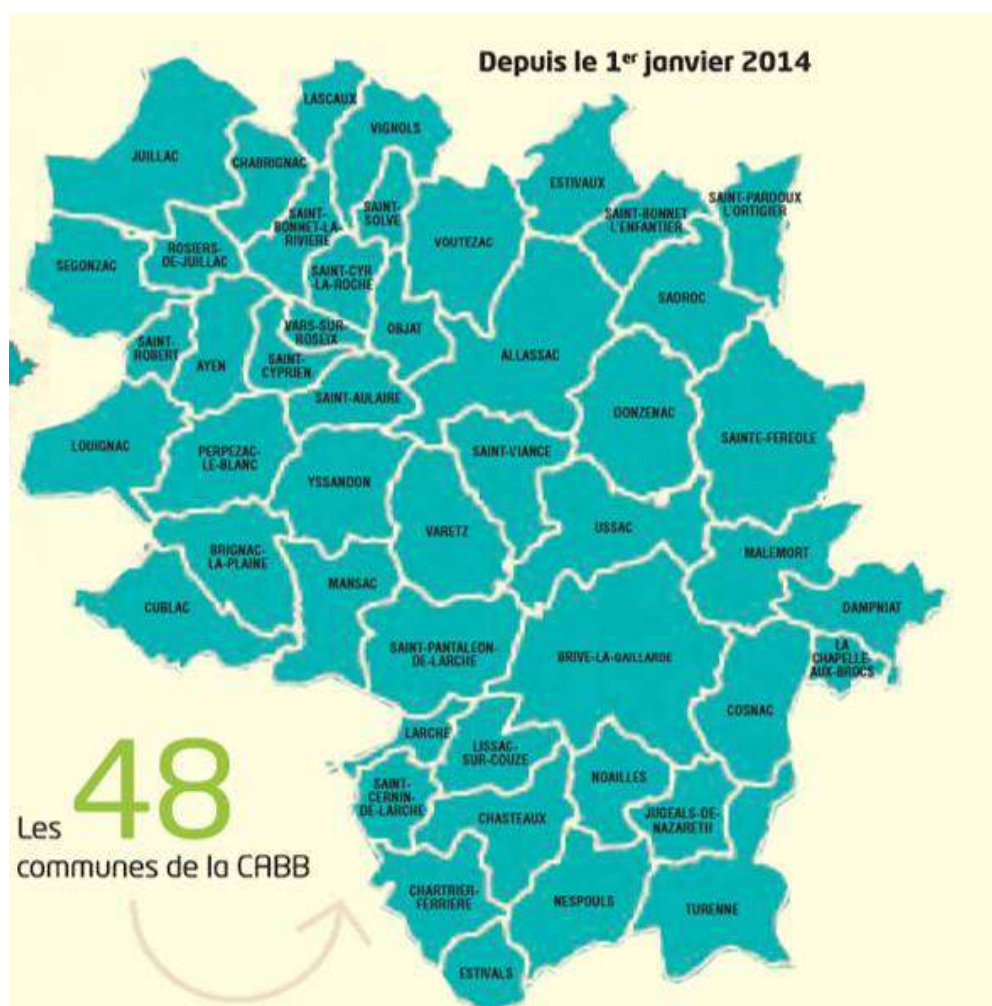 Depuis le 1er janvier 2014
LASCAUX
VIGNOLS
JUILLAC
CHABRIGNAC
ESTIVAUX
SAINT-PARDOUX
L'ORTIGIER
SAINT-
BONNET-LA-
RIVIERE
SAINT-
SOLVE
SAINT-BONNET
L'ENFANTIER
VOUTEZAC
ROSIERS-
DE-JUILLAC
SEGONZAC
SAINT-CYR
LA-ROCHE
SADROC
VARS-SUR-
ROSEIX
OBJAT
SAINT-
ROBERT
AYEN
SAINT-
CYPRIEN
ALLASSAC
SAINT-AULAIRE
DONZENAC
SAINTE-FEREOLE
LOUIGNAC
PERPEZAC-
LE-BLANC
SAINT-VIANCE
YSSANDON
VARETZ
USSAC
BRIGNAC-
LA-PLAINE
MALEMORT
MANSAC
CUBLAC
DAMPNIAT
SAINT-PANTALEON-
DE-LARCHE
BRIVE-LA-GAILLARDE
LA
CHAPELLE-
AUX-BROCS
COSNAC
LARCHE
LISSAC-
SUR-COUZE
NOAILLES
SAINT-
CERNIN-
DE-LARCHE
CHASTEAUX
JUGEALS-DE-
NAZARETH
Les 48
communes de la CABB
CHARTRIER-
FERRIERE
NESPOULS
TURENNE
ESTIVALS